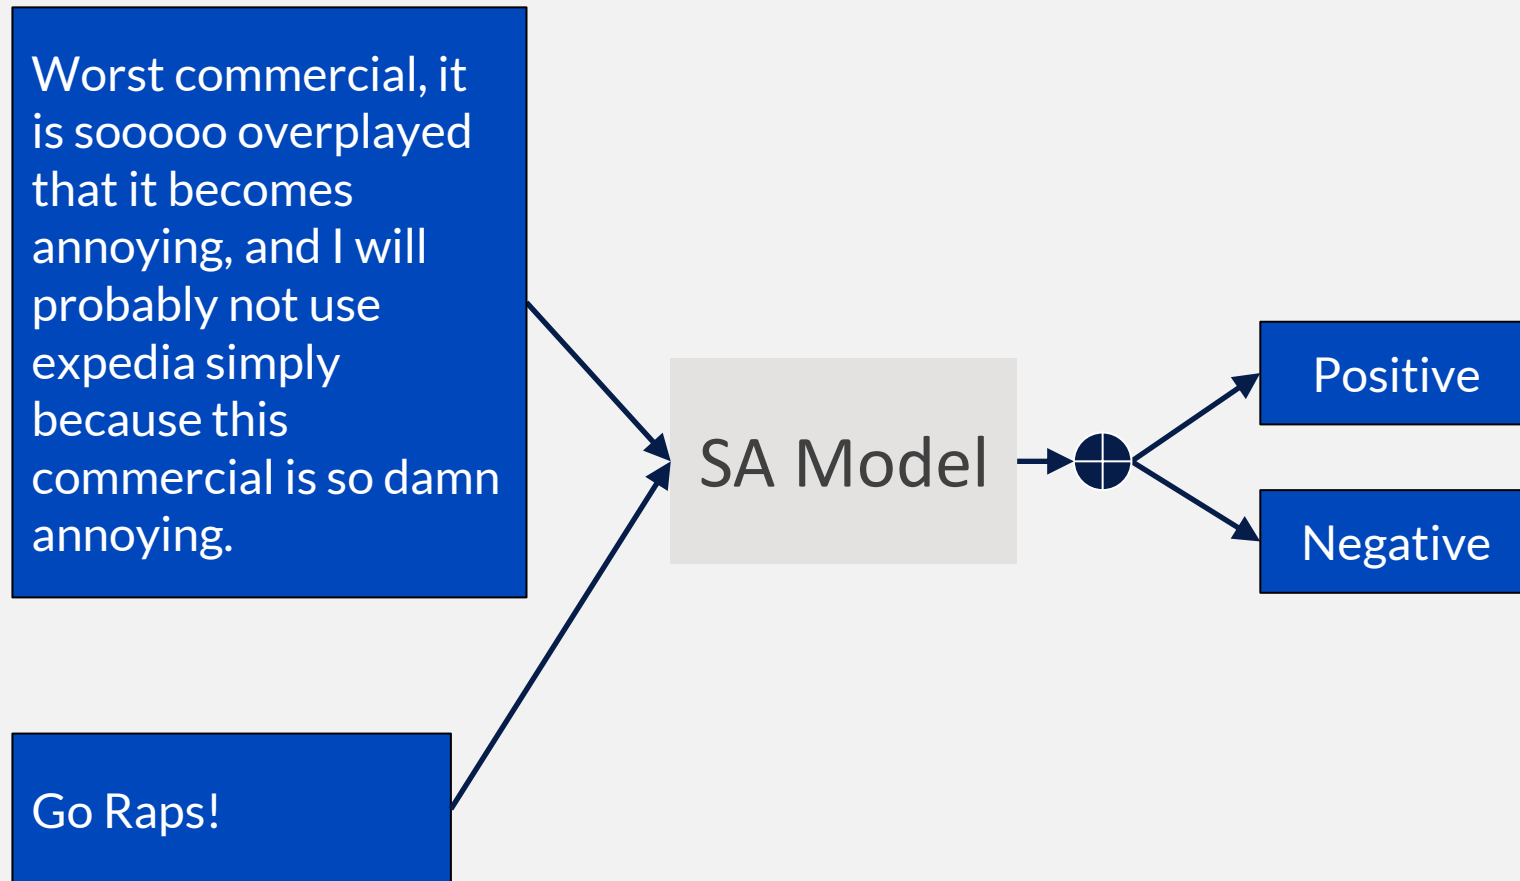 Worst commercial, it
is sooooo overplayed
that it becomes
annoying, and I will
probably not use
expedia simply
because this
commercial is so damn
annoying.
Go Raps!
SA Model
Positive
Negative